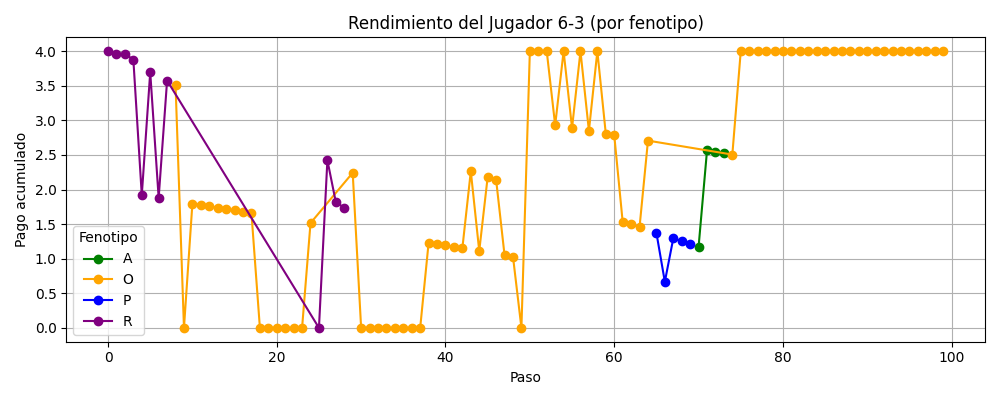 Rendimiento del Jugador 6-3 (por fenotipo)
Pago acumulado
4.0
3.5
3.0
2.5
2.0
1.5
1.0
0.5
0.0
Fenotipo
A
O
P
R
0 20 40 60 80 100
Paso